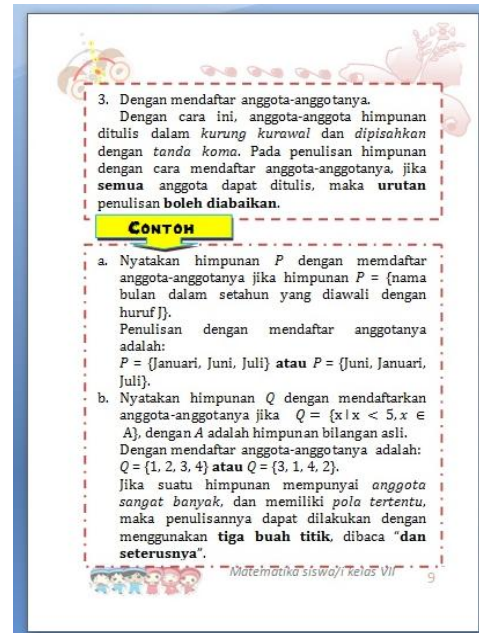 3. Dengan mendaftar anggota-anggotanya.
Dengan cara ini, anggota-anggota himpunan
ditulis dalam kurung kurawal dan dipisahkan
dengan tanda koma. Pada penulisan himpunan
dengan cara mendaftar anggota-anggotanya, jika
semua anggota dapat ditulis, maka urutan
penulisan boleh diabaikan.
CONTOH
a. Nyatakan himpunan P dengan memdaftar
anggota-anggotanya jika himpunan P = {nama
bulan dalam setahun yang diawali dengan
huruf J}.
Penulisan dengan mendaftar anggotanya
adalah:
P = {Januari, Juni, Juli} atau P = {Juni, Januari,
Juli}.
b. Nyatakan himpunan Q dengan mendaftarkan
anggota-anggotanya jika Q = {x | x < 5, x ∈
A}, dengan A adalah himpunan bilangan asli.
Dengan mendaftar anggota-anggotanya adalah:
Q = {1, 2, 3, 4} atau Q = {3, 1, 4, 2}.
Jika suatu himpunan mempunyai anggota
sangat banyak, dan memiliki pola tertentu,
maka penulisannya dapat dilakukan dengan
menggunakan tiga buah titik, dibaca “dan
seterusnya”.
Matematika siswa/i kelas VII 9